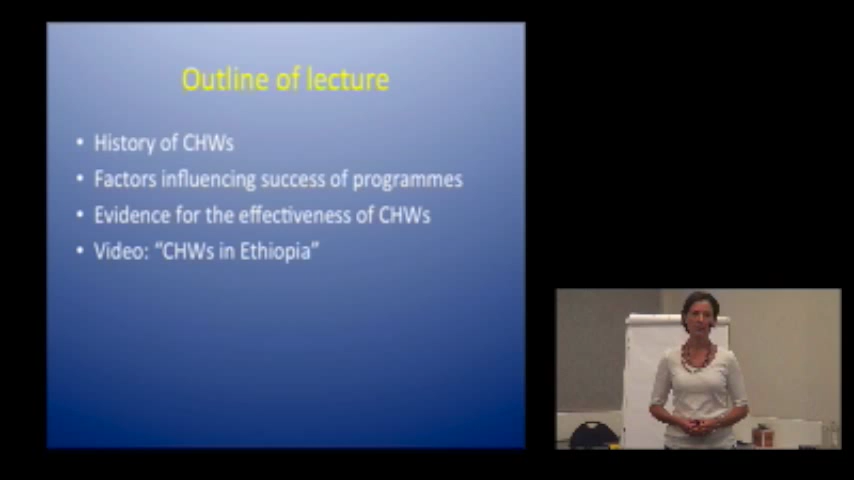 Outline of lecture
• History of CHWs
• Factors influencing success of programmes
• Evidence for the effectiveness of CHWs
• Video: “CHWs in Ethiopia”